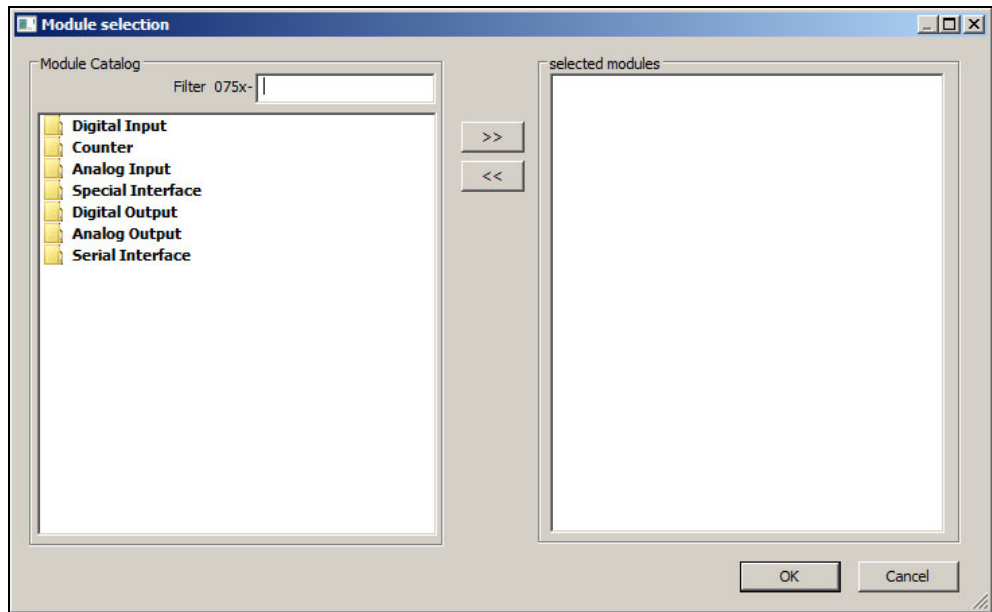 Module selection
Module Catalog
Filter 075x-
Digital Input
Counter
Analog Input
Special Interface
Digital Output
Analog Output
Serial Interface
>>
<<
selected modules
OK
Cancel